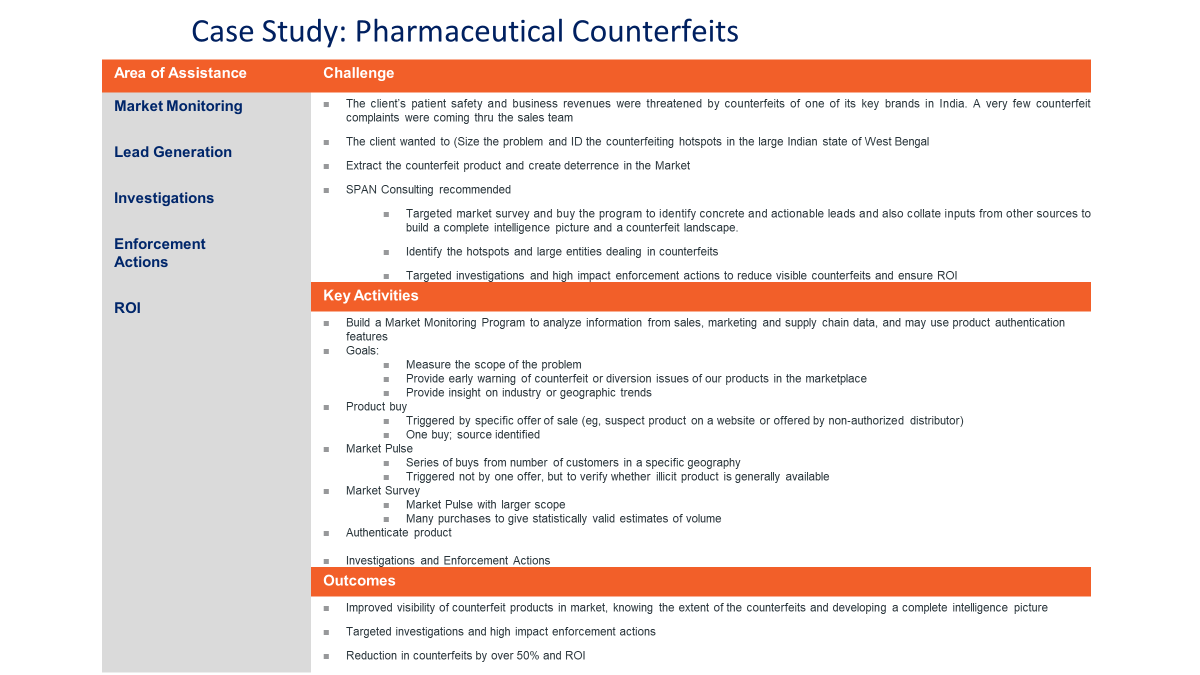 Case Study: Pharmaceutical Counterfeits
Area of Assistance
Challenge
Market Monitoring
Lead Generation
Investigations
Enforcement
Actions
ROI
The client's patient safety and business revenues were threatened by counterfeits of one of its key brands in India. A very few counterfeit
complaints were coming thru the sales team
The client wanted to (Size the problem and ID the counterfeiting hotspots in the large Indian state of West Bengal
Extract the counterfeit product and create deterrence in the Market
SPAN Consulting recommended
Targeted market survey and buy the program to identify concrete and actionable leads and also collate inputs from other sources to
build a complete intelligence picture and a counterfeit landscape.
Identify the hotspots and large entities dealing in counterfeits
Targeted investigations and high impact enforcement actions to reduce visible counterfeits and ensure ROI
Key Activities
Build a Market Monitoring Program to analyze information from sales, marketing and supply chain data, and may use product authentication
features
Goals:
Measure the scope of the problem
Provide early warning of counterfeit or diversion issues of our products in the marketplace
Provide insight on industry or geographic trends
Product buy
Triggered by specific offer of sale (eg, suspect product on a website or offered by non-authorized distributor)
One buy; source identified
Market Pulse
Series of buys from number of customers in a specific geography
Triggered not by one offer, but to verify whether illicit product is generally available
Market Survey
Market Pulse with larger scope
Many purchases to give statistically valid estimates of volume
Authenticate product
Investigations and Enforcement Actions
Outcomes
Improved visibility of counterfeit products in market, knowing the extent of the counterfeits and developing a complete intelligence picture
Targeted investigations and high impact enforcement actions
Reduction in counterfeits by over 50% and ROI